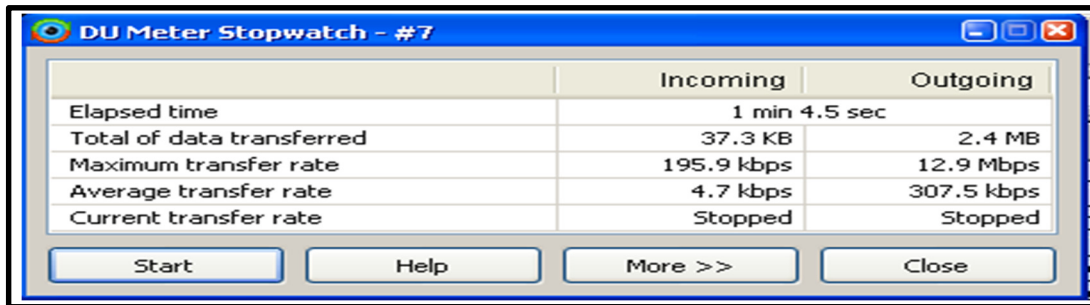 DU Meter Stopwatch - #7
Incoming Outgoing
Elapsed time 1 min 4.5 sec
Total of data transferred 37.3 KB 2.4 MB
Maximum transfer rate 195.9 kbps 12.9 Mbps
Average transfer rate 4.7 kbps 307.5 kbps
Current transfer rate Stopped Stopped
Start Help More >> Close